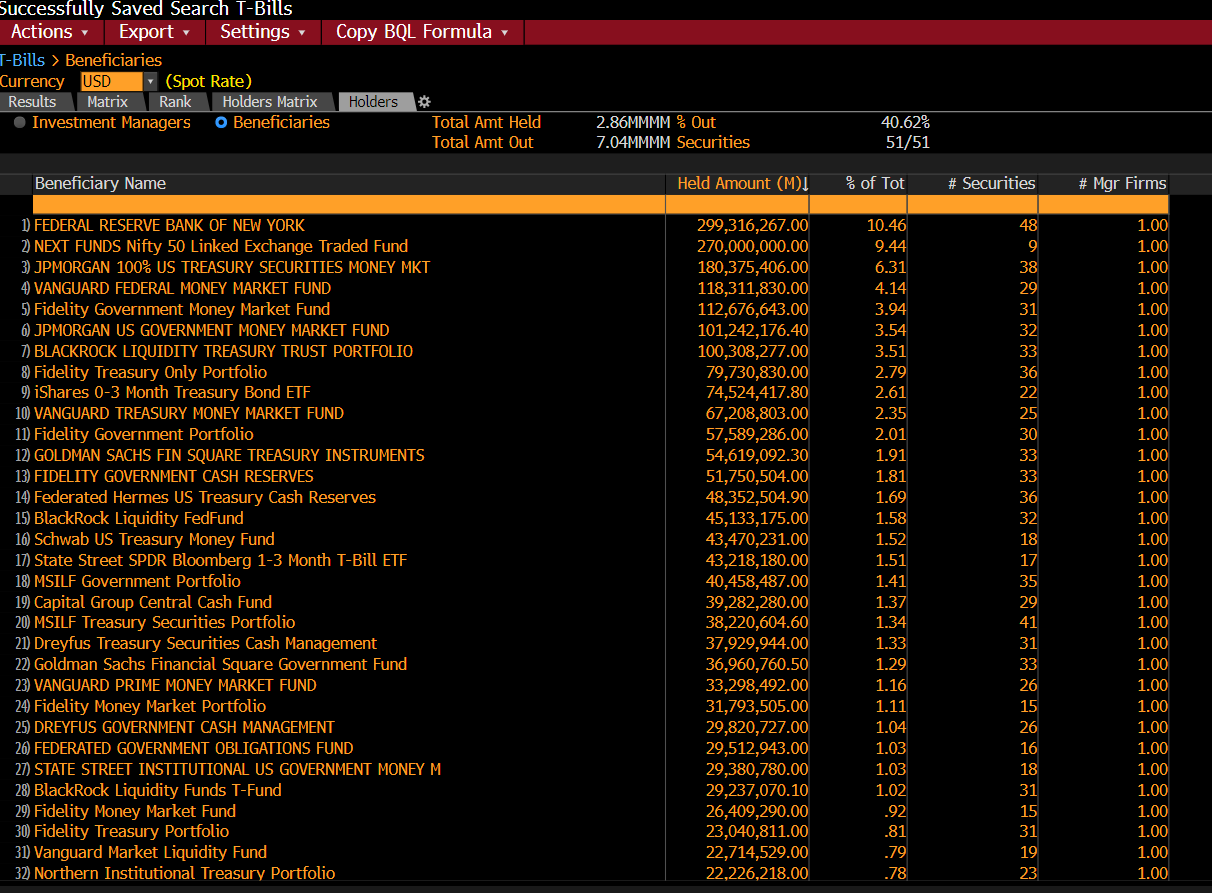 Successfully Saved Search T-Bills
Actions Export Settings Copy BQL Formula
T-Bills > Beneficiaries
Currency USD (Spot Rate)
Results Matrix Rank Holders Matrix Holders
Investment Managers Beneficiaries Total Amt Held 2.86MMMM % Out 40.62%
Total Amt Out 7.04MMMM Securities 51/51
Beneficiary Name Held Amount (M)↓ % of Tot # Securities # Mgr Firms
1) FEDERAL RESERVE BANK OF NEW YORK 299,316,267.00 10.46 48 1.00
2) NEXT FUNDS Nifty 50 Linked Exchange Traded Fund 270,000,000.00 9.44 9 1.00
3) JPMORGAN 100% US TREASURY SECURITIES MONEY MKT 180,375,406.00 6.31 38 1.00
4) VANGUARD FEDERAL MONEY MARKET FUND 118,311,830.00 4.14 29 1.00
5) Fidelity Government Money Market Fund 112,676,643.00 3.94 31 1.00
6) JPMORGAN US GOVERNMENT MONEY MARKET FUND 101,242,176.40 3.54 32 1.00
7) BLACKROCK LIQUIDITY TREASURY TRUST PORTFOLIO 100,308,277.00 3.51 33 1.00
8) Fidelity Treasury Only Portfolio 79,730,830.00 2.79 36 1.00
9) iShares 0-3 Month Treasury Bond ETF 74,524,417.80 2.61 22 1.00
10) VANGUARD TREASURY MONEY MARKET FUND 67,208,803.00 2.35 25 1.00
11) Fidelity Government Portfolio 57,589,286.00 2.01 30 1.00
12) GOLDMAN SACHS FIN SQUARE TREASURY INSTRUMENTS 54,619,092.30 1.91 33 1.00
13) FIDELITY GOVERNMENT CASH RESERVES 51,750,504.00 1.81 33 1.00
14) Federated Hermes US Treasury Cash Reserves 48,352,504.90 1.69 36 1.00
15) BlackRock Liquidity FedFund 45,133,175.00 1.58 32 1.00
16) Schwab US Treasury Money Fund 43,470,231.00 1.52 18 1.00
17) State Street SPDR Bloomberg 1-3 Month T-Bill ETF 43,218,180.00 1.51 17 1.00
18) MSILF Government Portfolio 40,458,487.00 1.41 35 1.00
19) Capital Group Central Cash Fund 39,282,280.00 1.37 29 1.00
20) MSILF Treasury Securities Portfolio 38,220,604.60 1.34 41 1.00
21) Dreyfus Treasury Securities Cash Management 37,929,944.00 1.33 31 1.00
22) Goldman Sachs Financial Square Government Fund 36,960,760.50 1.29 33 1.00
23) VANGUARD PRIME MONEY MARKET FUND 33,298,492.00 1.16 26 1.00
24) Fidelity Money Market Portfolio 31,793,505.00 1.11 15 1.00
25) DREYFUS GOVERNMENT CASH MANAGEMENT 29,820,727.00 1.04 26 1.00
26) FEDERATED GOVERNMENT OBLIGATIONS FUND 29,512,943.00 1.03 16 1.00
27) STATE STREET INSTITUTIONAL US GOVERNMENT MONEY M 29,380,780.00 1.03 18 1.00
28) BlackRock Liquidity Funds T-Fund 29,237,070.10 1.02 31 1.00
29) Fidelity Money Market Fund 26,409,290.00 .92 15 1.00
30) Fidelity Treasury Portfolio 23,040,811.00 .81 31 1.00
31) Vanguard Market Liquidity Fund 22,714,529.00 .79 19 1.00
32) Northern Institutional Treasury Portfolio 22,226,218.00 .78 23 1.00